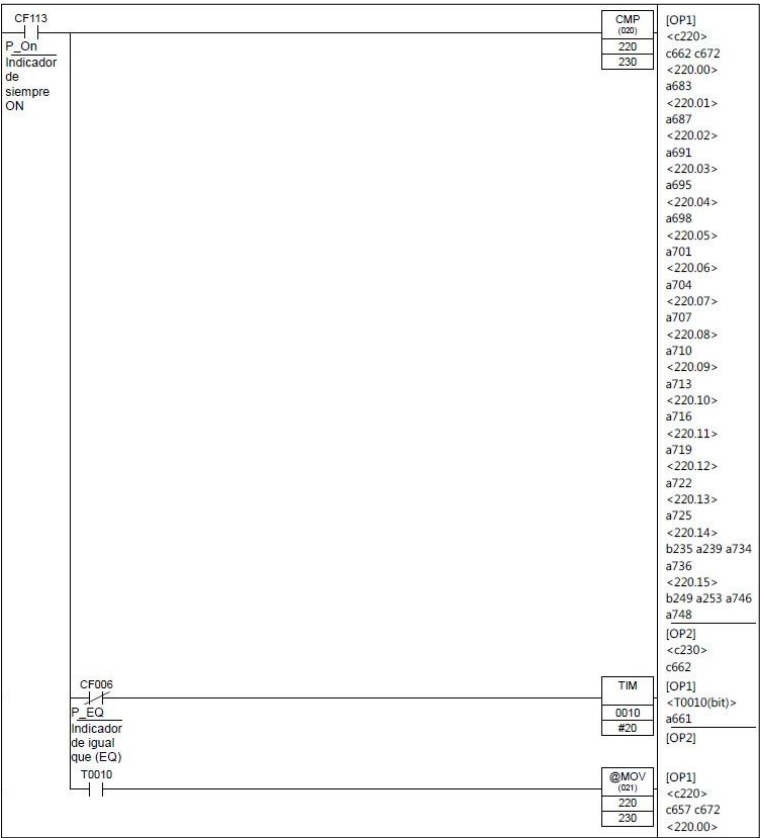 CF113
P_On
Indicador
de
siempre
ON
CMP
(020)
220
230
[OP1]
<c220>
c662 c672
<220.00>
a683
<220.01>
a687
<220.02>
a691
<220.03>
a695
<220.04>
a698
<220.05>
a701
<220.06>
a704
<220.07>
a707
<220.08>
a710
<220.09>
a713
<220.10>
a716
<220.11>
a719
<220.12>
a722
<220.13>
a725
<220.14>
b235 a239 a734
a736
<220.15>
b249 a253 a746
a748
[OP2]
<c230>
c662
CF006
P_EQ
Indicador
de igual
que (EQ)
TIM
0010
#20
[OP1]
<T0010(bit)>
a661
[OP2]
T0010
@MOV
(021)
220
230
[OP1]
<c220>
c657 c672
<220.00>